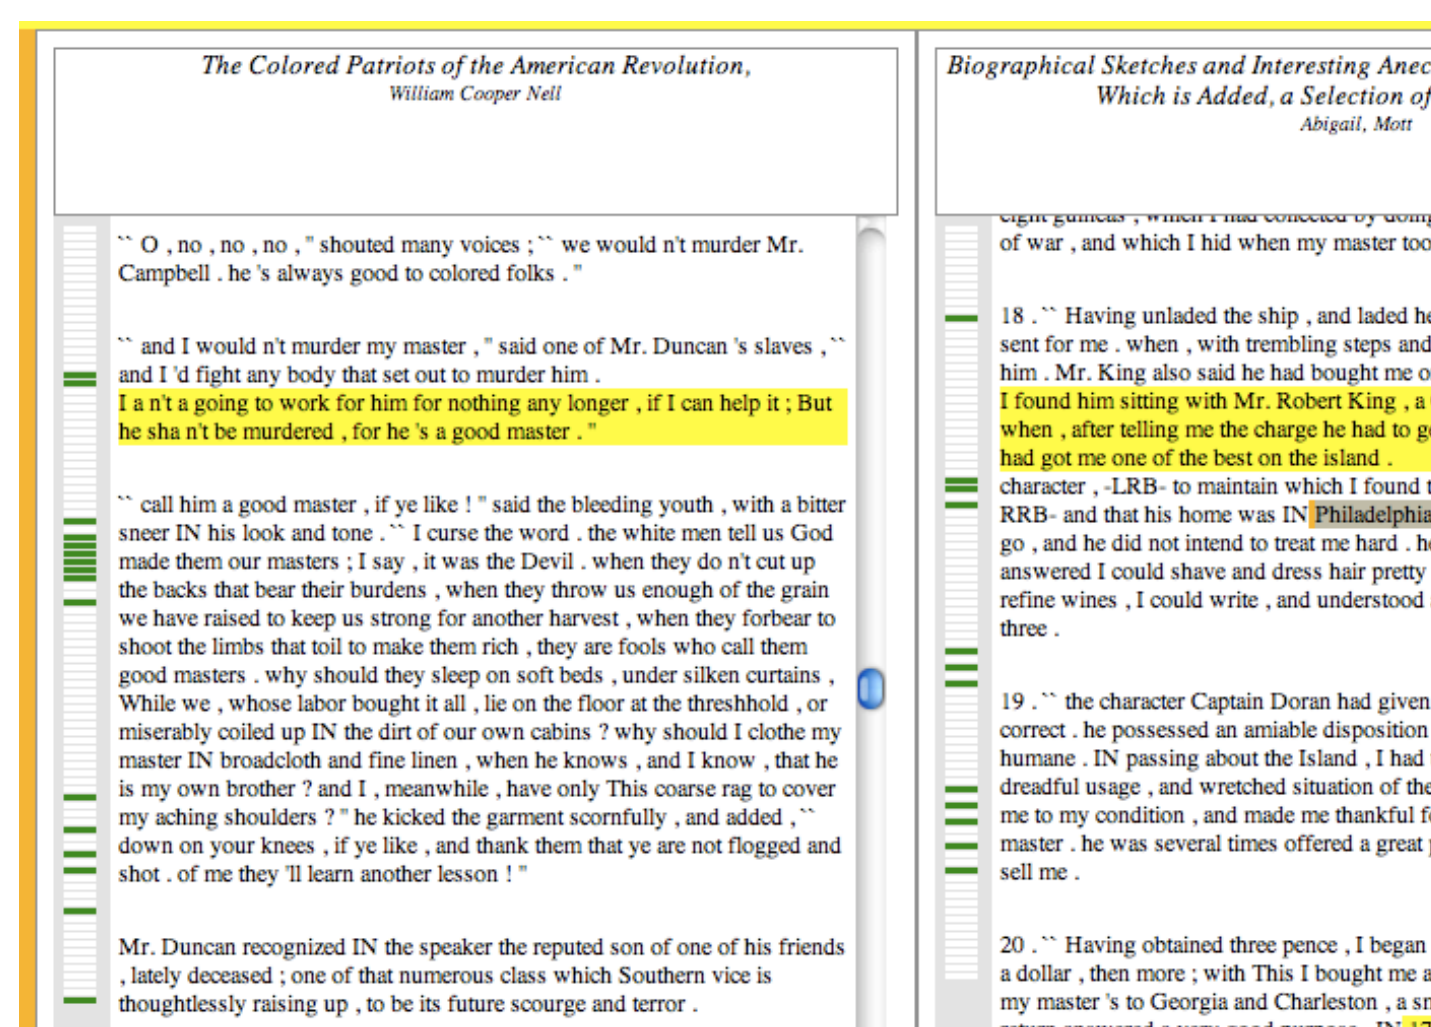 The Colored Patriots of the American Revolution,
William Cooper Nell
`` O , no , no , no , " shouted many voices ; `` we would n't murder Mr.
Campbell . he 's always good to colored folks . "
`` and I would n't murder my master , " said one of Mr. Duncan 's slaves , ``
and I 'd fight any body that set out to murder him .
I a n't a going to work for him for nothing any longer , if I can help it ; But
he sha n't be murdered , for he 's a good master . "
`` call him a good master , if ye like ! " said the bleeding youth , with a bitter
sneer IN his look and tone . `` I curse the word . the white men tell us God
made them our masters ; I say , it was the Devil . when they do n't cut up
the backs that bear their burdens , when they throw us enough of the grain
we have raised to keep us strong for another harvest , when they forbear to
shoot the limbs that toil to make them rich , they are fools who call them
good masters . why should they sleep on soft beds , under silken curtains ,
While we , whose labor bought it all , lie on the floor at the threshhold , or
miserably coiled up IN the dirt of our own cabins ? why should I clothe my
master IN broadcloth and fine linen , when he knows , and I know , that he
is my own brother ? and I , meanwhile , have only This coarse rag to cover
my aching shoulders ? " he kicked the garment scornfully , and added , ``
down on your knees , if ye like , and thank them that ye are not flogged and
shot . of me they 'll learn another lesson ! "
Mr. Duncan recognized IN the speaker the reputed son of one of his friends
, lately deceased ; one of that numerous class which Southern vice is
thoughtlessly raising up , to be its future scourge and terror .
Biographical Sketches and Interesting Anec
Which is Added, a Selection of
Abigail, Mott
eight guineas , which I had collected by doing
of war , and which I hid when my master too
18 . `` Having unladed the ship , and laded he
sent for me . when , with trembling steps and
him . Mr. King also said he had bought me o
I found him sitting with Mr. Robert King , a
when , after telling me the charge he had to g
had got me one of the best on the island .
character , -LRB- to maintain which I found t
RRB- and that his home was IN Philadelphia
go , and he did not intend to treat me hard . he
answered I could shave and dress hair pretty
refine wines , I could write , and understood
three .
19 . `` the character Captain Doran had given
correct . he possessed an amiable disposition
humane . IN passing about the Island , I had
dreadful usage , and wretched situation of the
me to my condition , and made me thankful f
master . he was several times offered a great
sell me .
20 . `` Having obtained three pence , I began
a dollar , then more ; with This I bought me a
my master 's to Georgia and Charleston , a sn